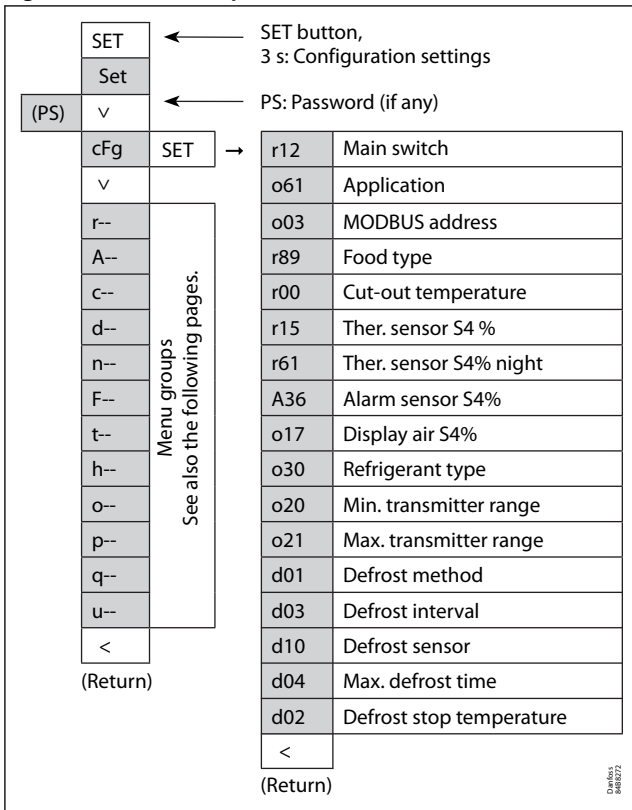 SET
SET button,
3 s: Configuration settings
Set
(PS) ˅ PS: Password (if any)
cFg SET → r12 Main switch
˅ o61 Application
r-- o03 MODBUS address
A-- r89 Food type
c-- r00 Cut-out temperature
d-- r15 Ther. sensor S4 %
n-- r61 Ther. sensor S4% night
F-- A36 Alarm sensor S4%
t-- o17 Display air S4%
h-- o30 Refrigerant type
o-- o20 Min. transmitter range
p-- o21 Max. transmitter range
q-- d01 Defrost method
u-- d03 Defrost interval
Menu groups
See also the following pages.
< d10 Defrost sensor
(Return) d04 Max. defrost time
d02 Defrost stop temperature
<
(Return)
Danfoss
84B8272